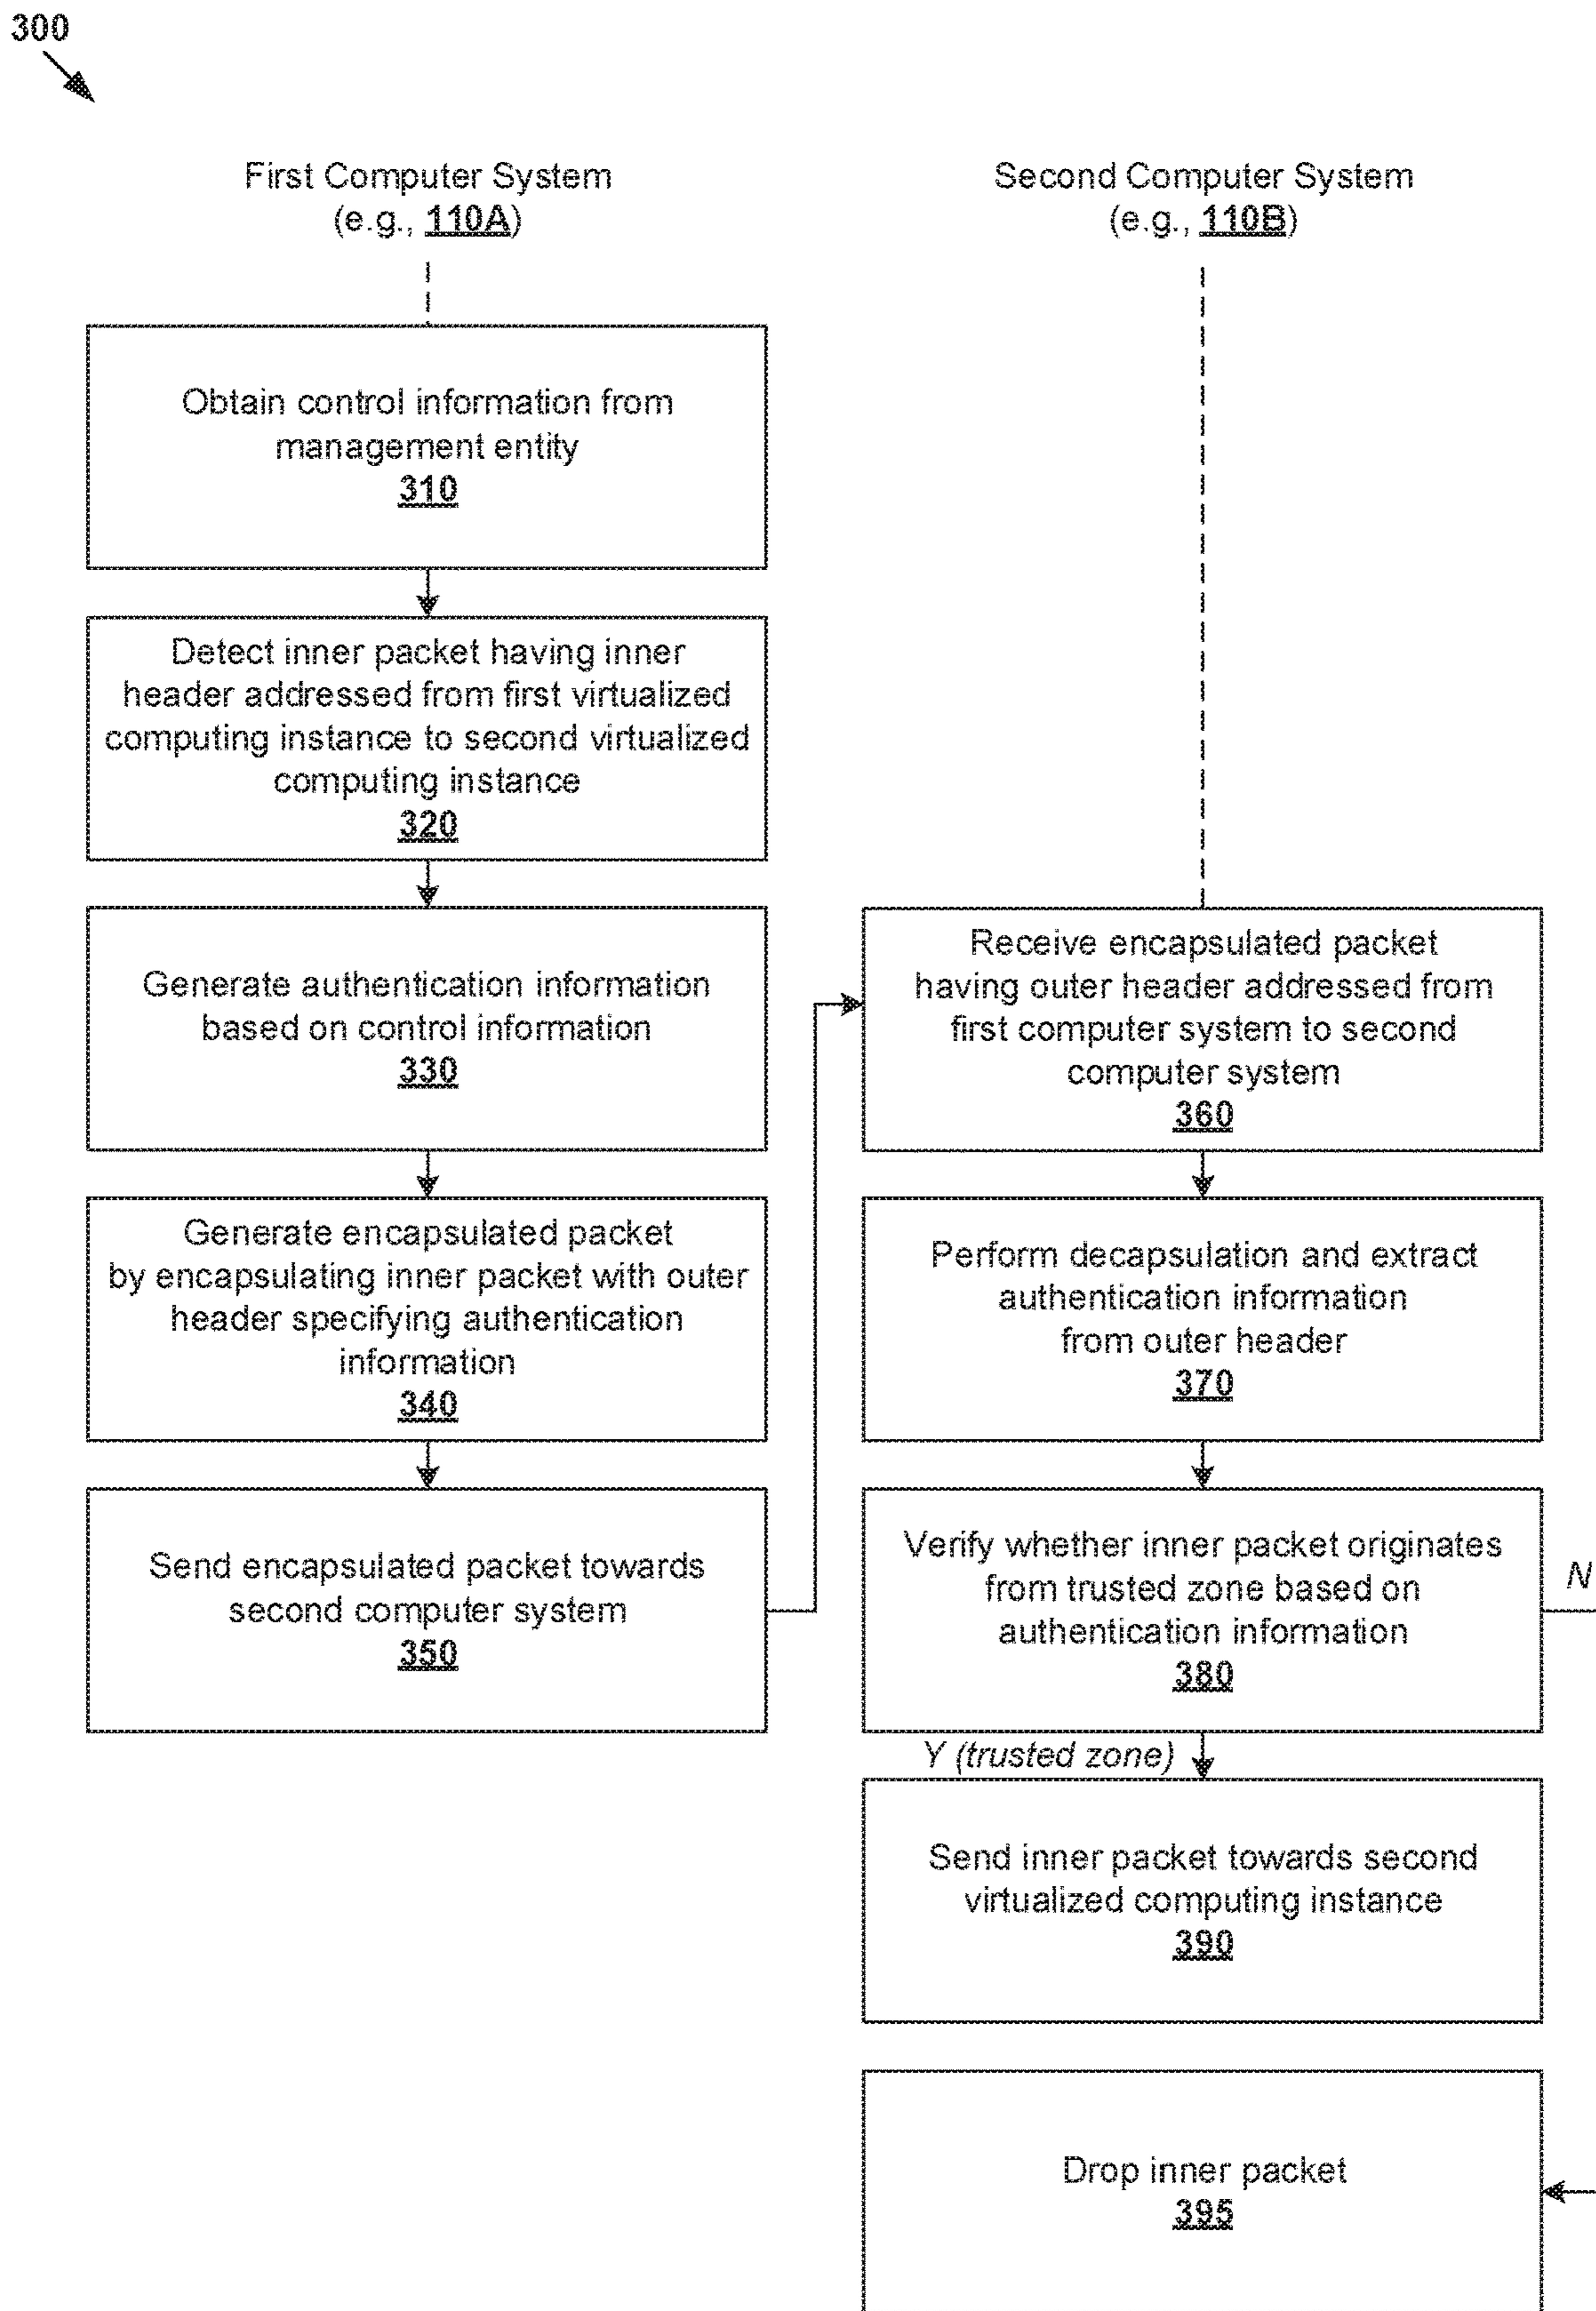 300
First Computer System
(e.g., 110A)
Second Computer System
(e.g., 110B)
Obtain control information from
management entity
310
Detect inner packet having inner
header addressed from first virtualized
computing instance to second virtualized
computing instance
320
Generate authentication information
based on control information
330
Generate encapsulated packet
by encapsulating inner packet with outer
header specifying authentication
information
340
Send encapsulated packet towards
second computer system
350
Receive encapsulated packet
having outer header addressed from
first computer system to second
computer system
360
Perform decapsulation and extract
authentication information
from outer header
370
Verify whether inner packet originates
from trusted zone based on
authentication information
380
N
Y (trusted zone)
Send inner packet towards second
virtualized computing instance
390
Drop inner packet
395